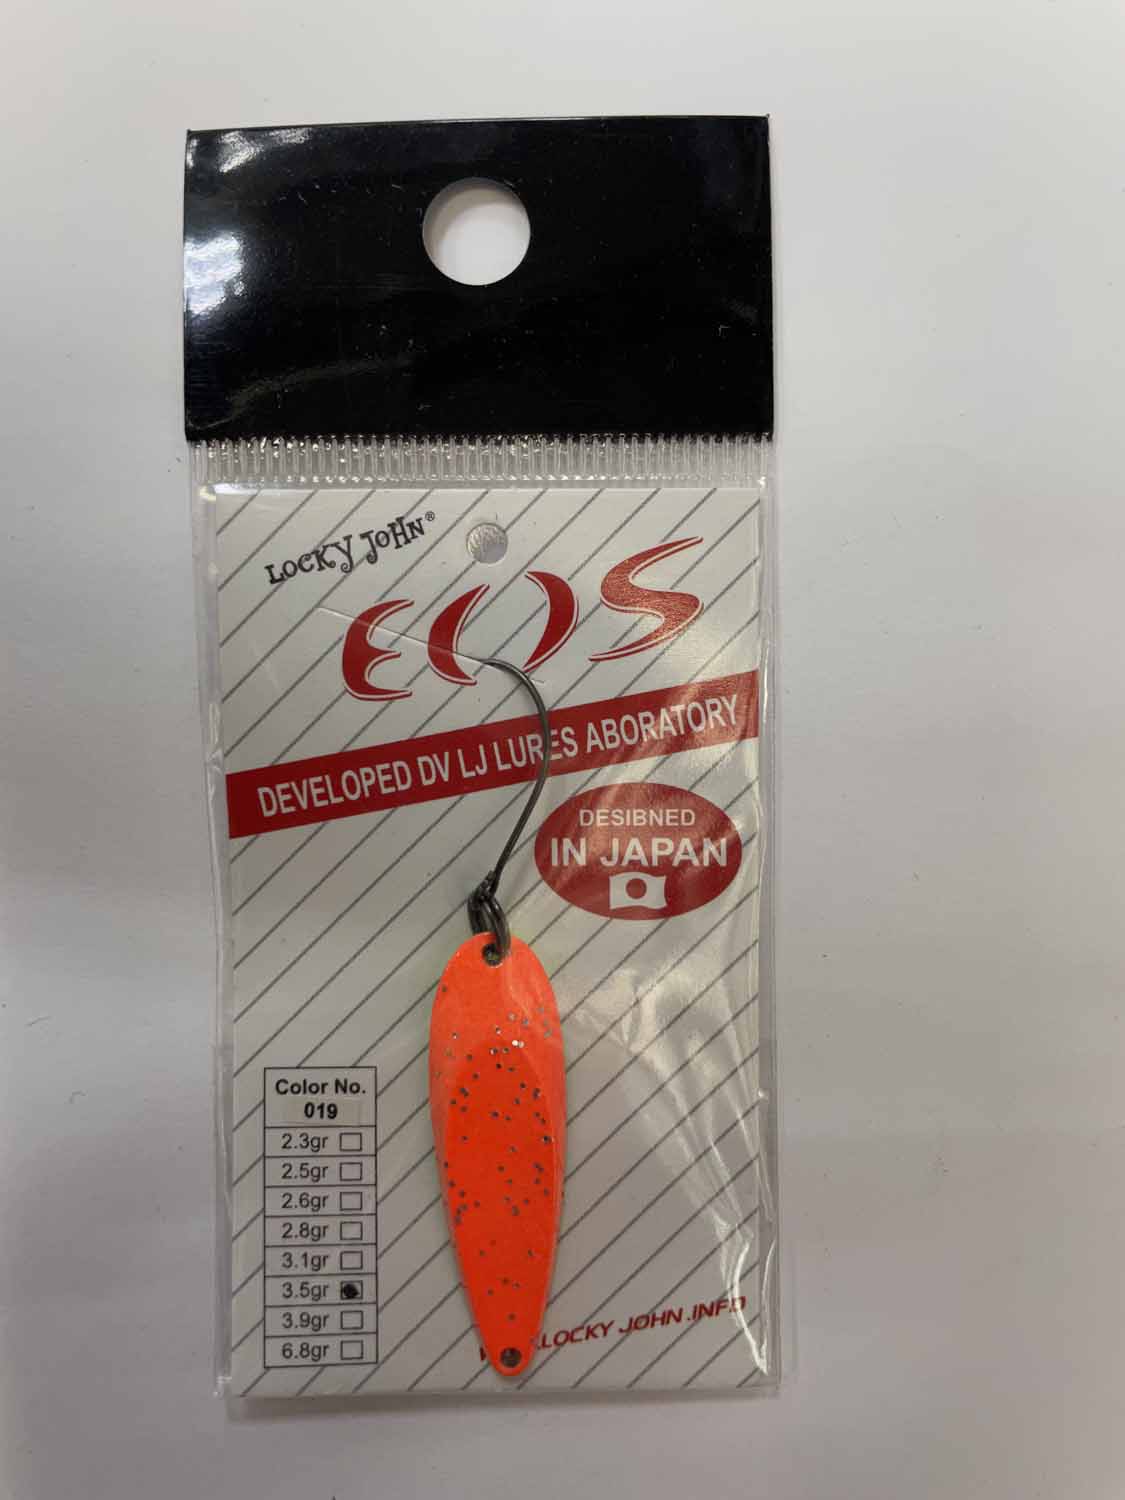 LOCKY JOHN®
EOS
DEVELOPED DV LJ LURES ABORATORY
DESIBNED
IN JAPAN
Color No.
019
2.3gr
2.5gr
2.6gr
2.8gr
3.1gr
3.5gr
3.9gr
6.8gr
.LOCKY JOHN .INFO